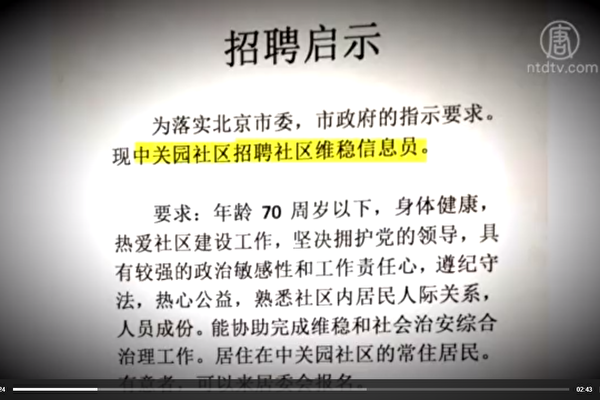 招聘启示
唐
ntdtv.com
为落实北京市委，市政府的指示要求。
现中关园社区招聘社区维稳信息员。
要求：年龄 70 周岁以下，身体健康，
热爱社区建设工作，坚决拥护党的领导，具
有较强的政治敏感性和工作责任心，遵纪守
法，热心公益，熟悉社区内居民人际关系，
人员成份。能协助完成维稳和社会治安综合
治理工作。居住在中关园社区的常住居民。
有意者，可以来居委会报名。
24
02:43